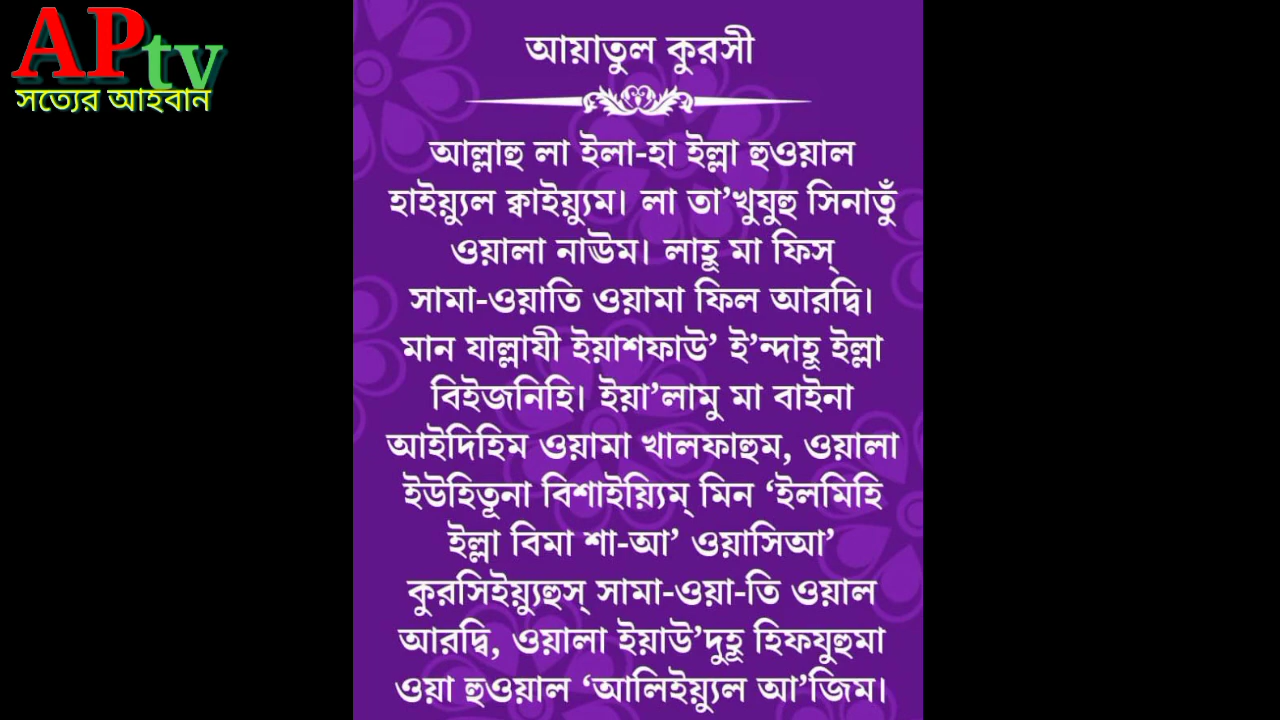 APtv
সত্যের আহবান
আয়াতুল কুরসী
আল্লাহু লা ইলা-হা ইল্লা হুওয়াল
হাইয়্যুল ক্বাইয়্যুম। লা তা’খুযুহু সিনাতুঁ
ওয়ালা নাঊম। লাহূ মা ফিস্
সামা-ওয়াতি ওয়ামা ফিল আরদ্বি।
মান যাল্লাযী ইয়াশফাউ’ ই’ন্দাহূ ইল্লা
বিইজনিহি। ইয়া’লামু মা বাইনা
আইদিহিম ওয়ামা খালফাহুম, ওয়ালা
ইউহিতূনা বিশাইয়্যিম্ মিন ‘ইলমিহি
ইল্লা বিমা শা-আ’ ওয়াসিআ’
কুরসিইয়্যুহুস্ সামা-ওয়া-তি ওয়াল
আরদ্বি, ওয়ালা ইয়াউ’দুহূ হিফযুহুমা
ওয়া হুওয়াল ‘আলিইয়্যুল আ’জিম।